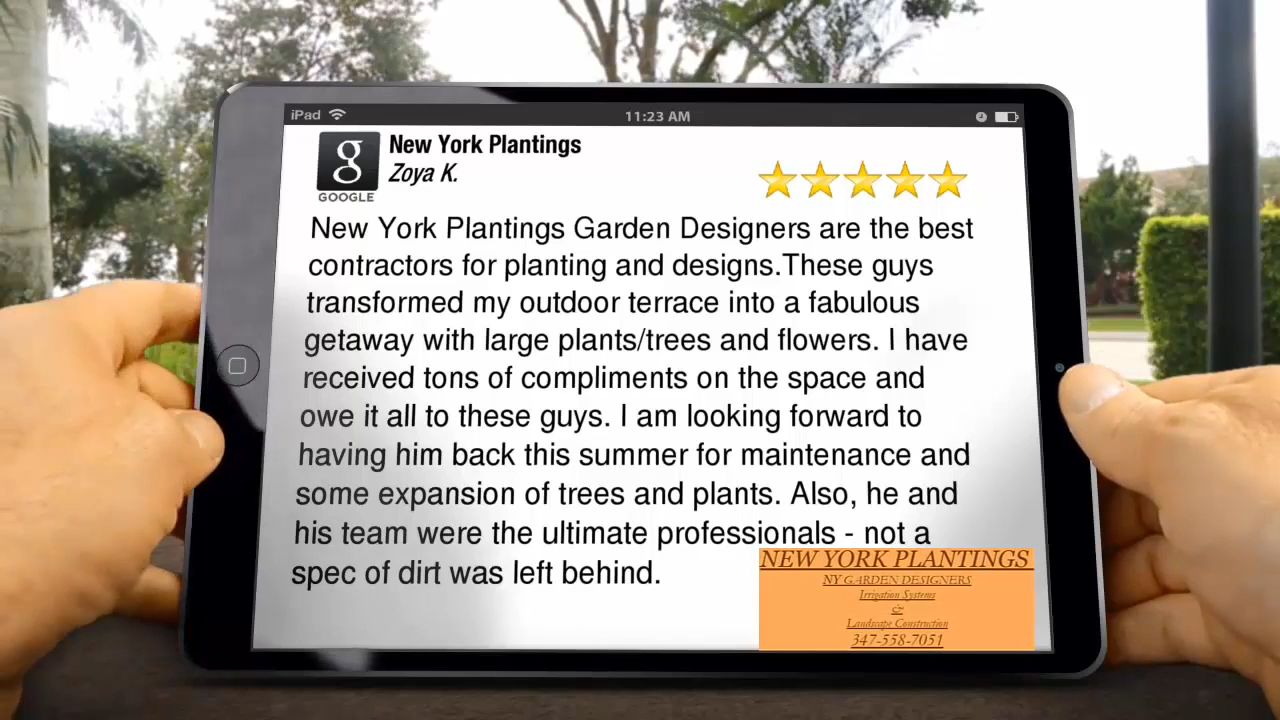 iPad 11:23 AM
g
GOOGLE
New York Plantings
Zoya K.
New York Plantings Garden Designers are the best
contractors for planting and designs.These guys
transformed my outdoor terrace into a fabulous
getaway with large plants/trees and flowers. I have
received tons of compliments on the space and
owe it all to these guys. I am looking forward to
having him back this summer for maintenance and
some expansion of trees and plants. Also, he and
his team were the ultimate professionals - not a
spec of dirt was left behind.
NEW YORK PLANTINGS
NY GARDEN DESIGNERS
Irrigation Systems
&
Landscape Construction
347-558-7051